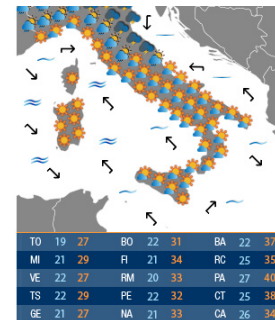 TO 19 27 BO 22 31 BA 22 37
MI 21 29 FI 21 34 RC 25 35
VE 22 27 RM 20 33 PA 27 40
TS 22 29 PE 22 32 CT 25 38
GE 21 27 NA 21 33 CA 26 34